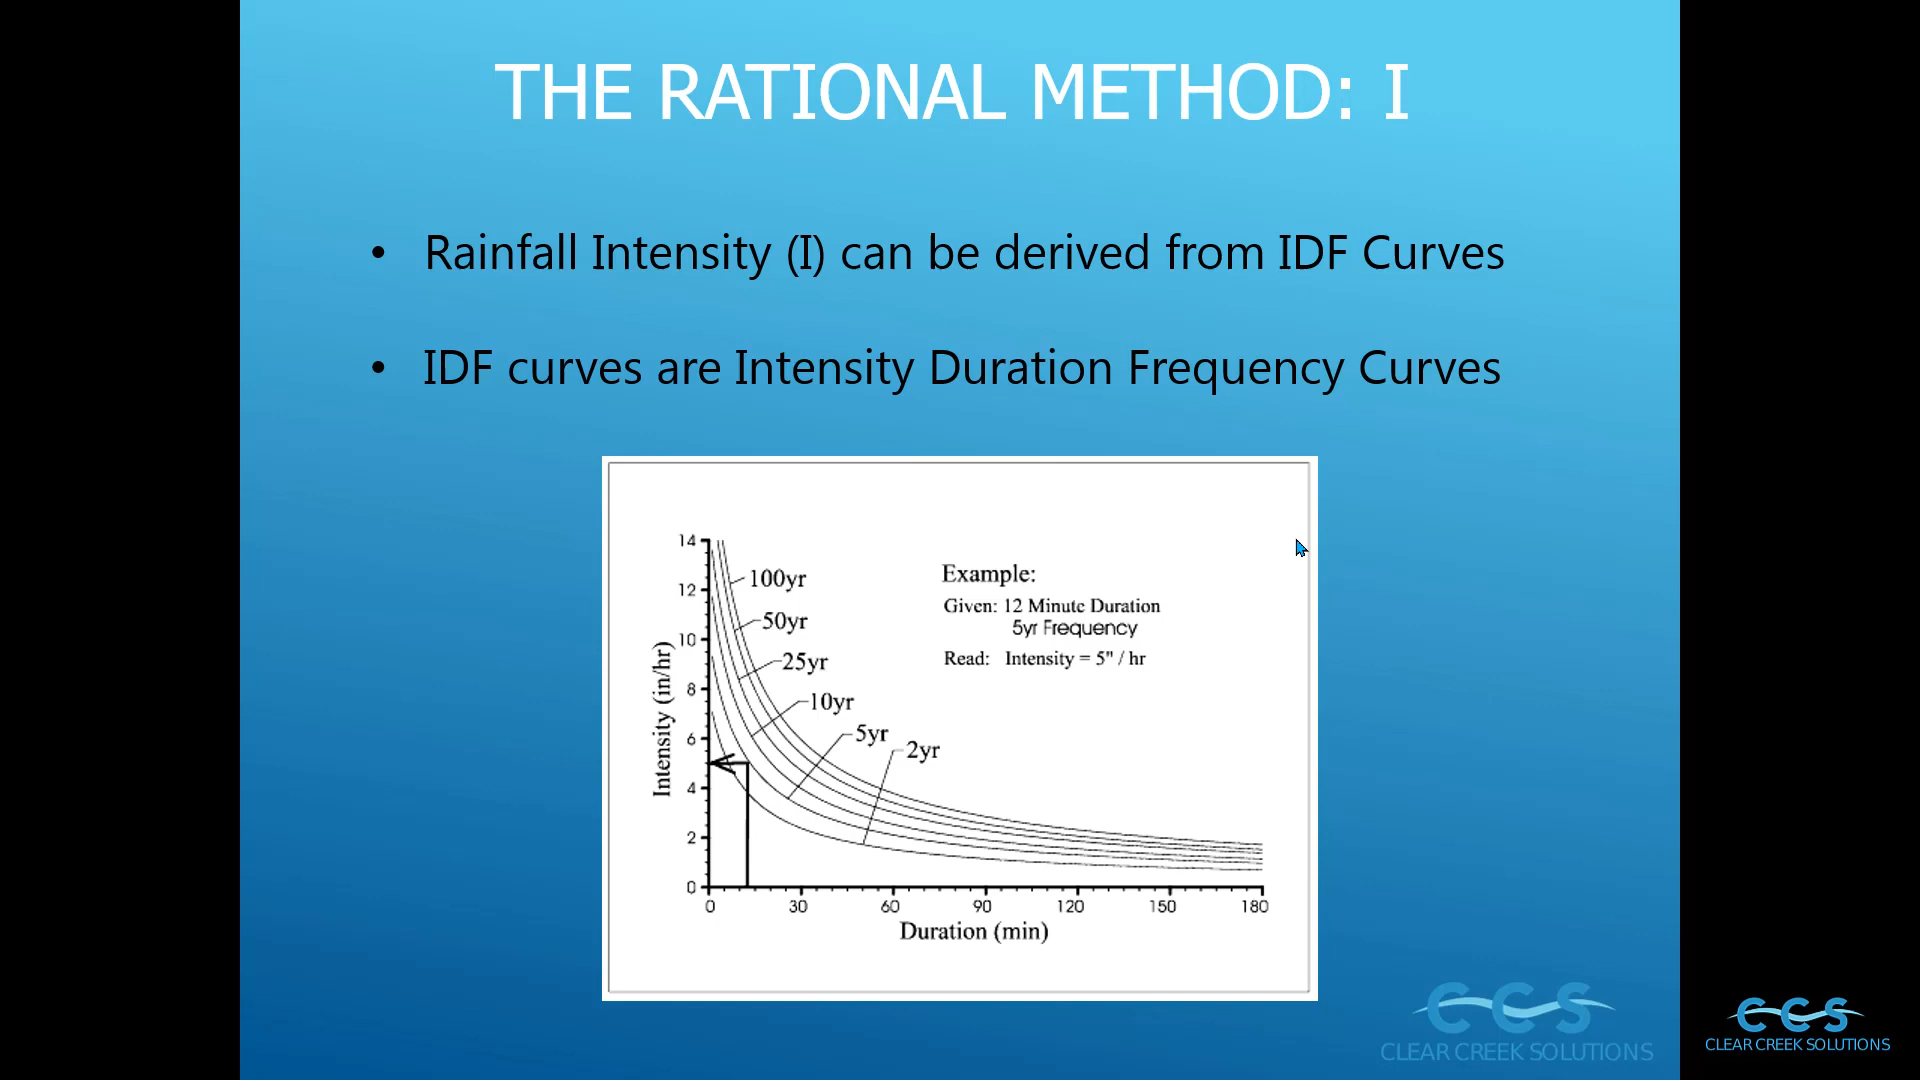 THE RATIONAL METHOD: I
• Rainfall Intensity (I) can be derived from IDF Curves
• IDF curves are Intensity Duration Frequency Curves
14
12
10
8
6
4
2
0
Intensity (in/hr)
100yr
50yr
25yr
10yr
5yr
2yr
Example:
Given: 12 Minute Duration
5yr Frequency
Read: Intensity = 5" / hr
0 30 60 90 120 150 180
Duration (min)
CCS
CLEAR CREEK SOLUTIONS
CCS
CLEAR CREEK SOLUTIONS